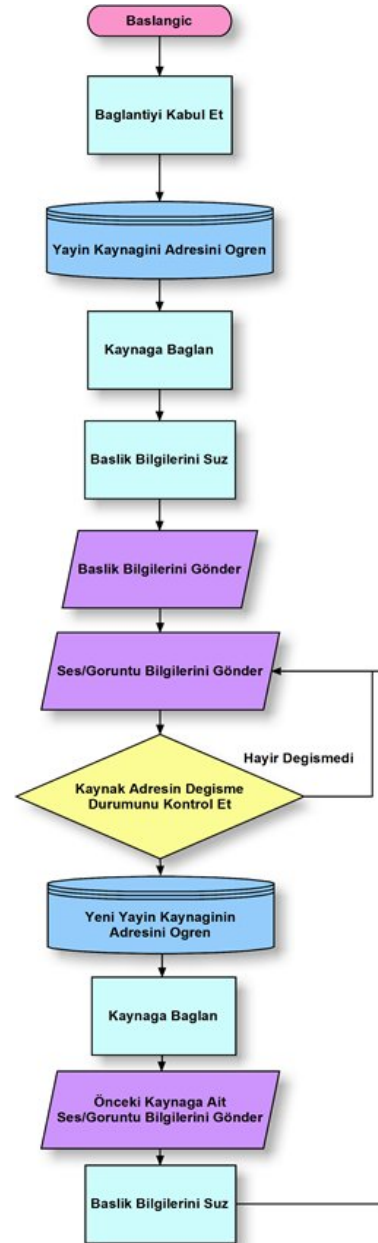 Baslangic
Baglantiyi Kabul Et
Yayin Kaynagini Adresini Ogren
Kaynaga Baglan
Baslik Bilgilerini Suz
Baslik Bilgilerini Gönder
Ses/Goruntu Bilgilerini Gönder
Hayir Degismedi
Kaynak Adresin Degisme
Durumunu Kontrol Et
Yeni Yayin Kaynaginin
Adresini Ogren
Kaynaga Baglan
Önceki Kaynaga Ait
Ses/Goruntu Bilgilerini Gönder
Baslik Bilgilerini Suz